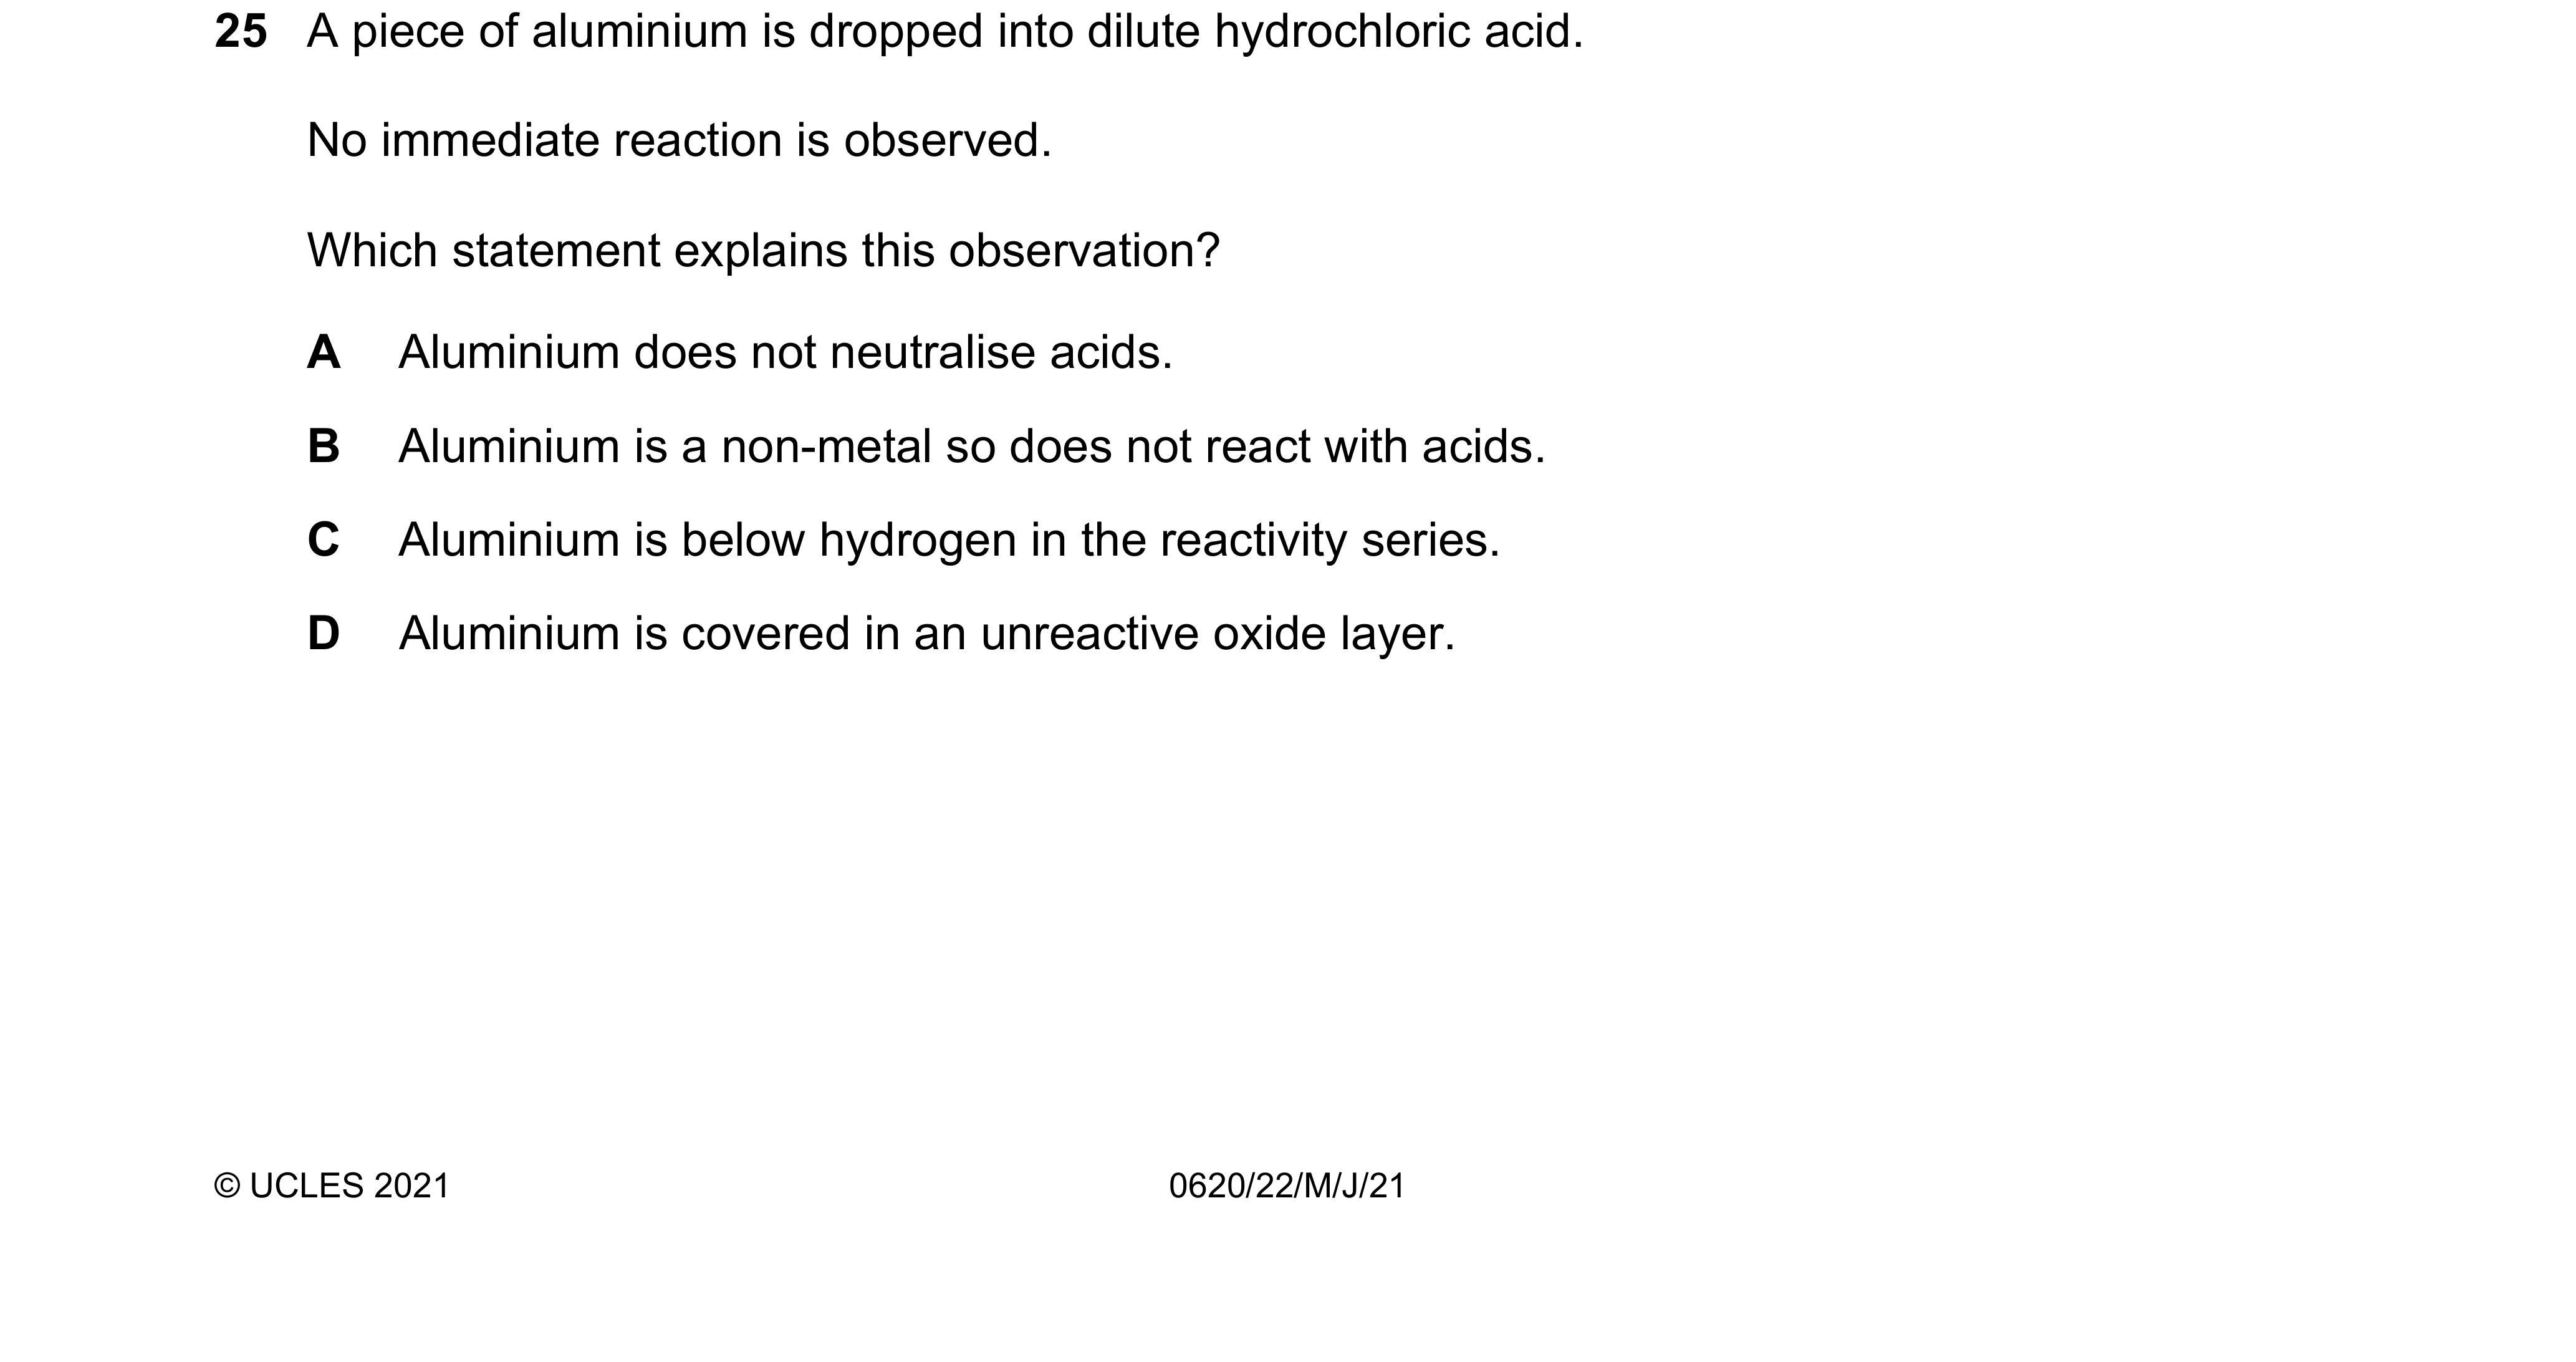 25 A piece of aluminium is dropped into dilute hydrochloric acid.
No immediate reaction is observed.
Which statement explains this observation?
A Aluminium does not neutralise acids.
B Aluminium is a non-metal so does not react with acids.
C Aluminium is below hydrogen in the reactivity series.
D Aluminium is covered in an unreactive oxide layer.
© UCLES 2021 0620/22/M/J/21